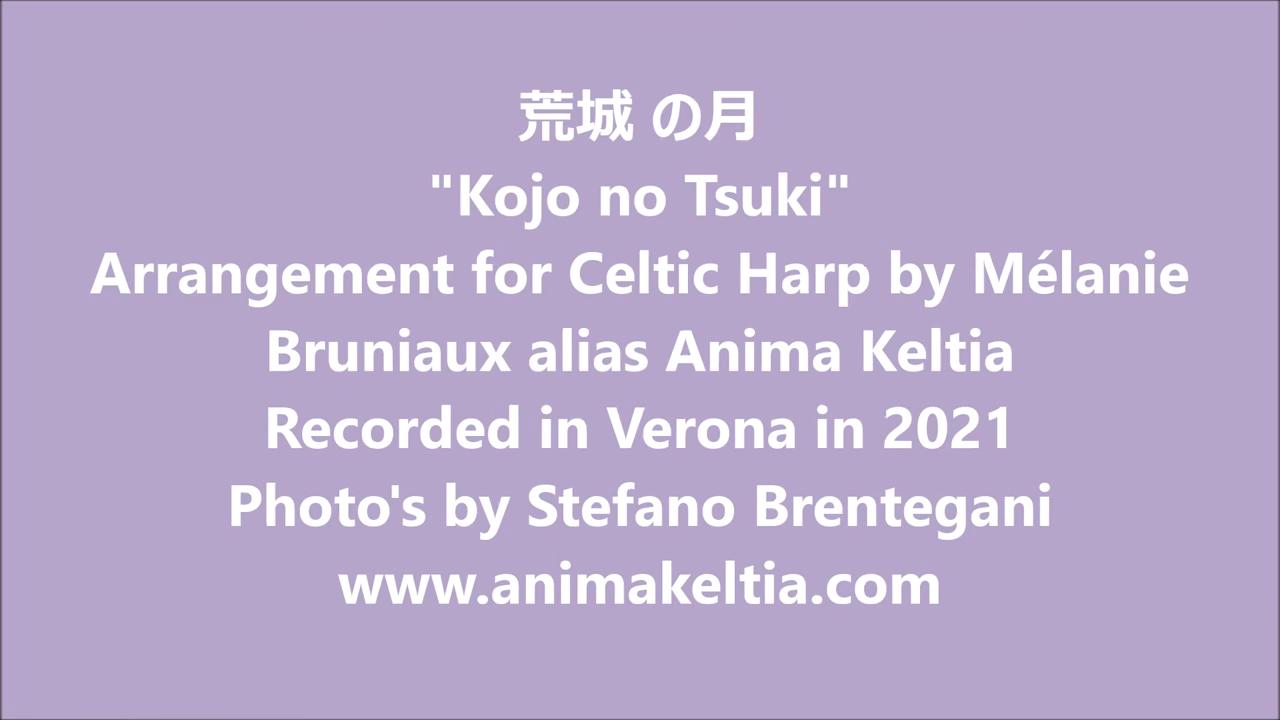 荒城 の月
"Kojo no Tsuki"
Arrangement for Celtic Harp by Mélanie
Bruniaux alias Anima Keltia
Recorded in Verona in 2021
Photo's by Stefano Brentegani
www.animakeltia.com